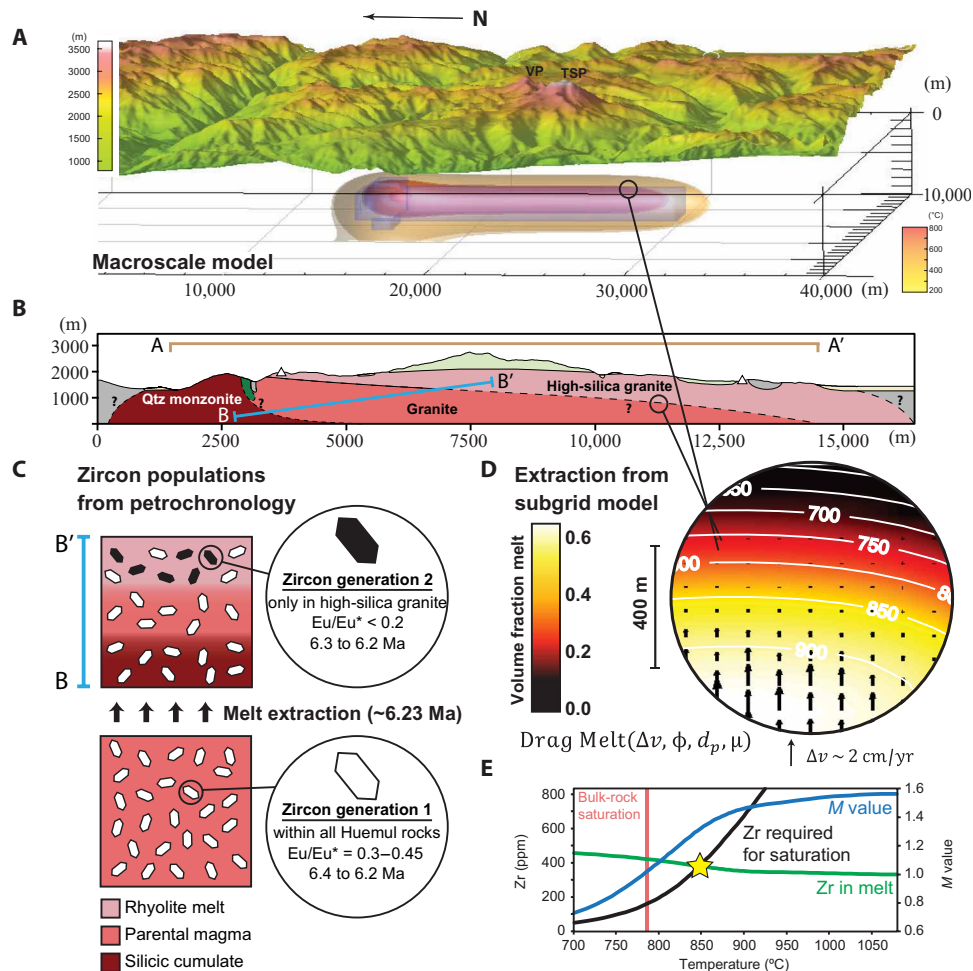 N
A
(m)
3500
3000
2500
2000
1500
1000
VP
TSP
(m)
0
10,000
(°C)
800
600
400
200
Macroscale model
10,000
20,000
30,000
40,000
(m)
B
(m)
3000
2000
1000
0
A
A'
B
B'
?
Qtz monzonite
?
Granite
High-silica granite
?
?
0
2500
5000
7500
10,000
12,500
15,000
(m)
C
Zircon populations
from petrochronology
B'
B
Zircon generation 2
only in high-silica granite
Eu/Eu* < 0.2
6.3 to 6.2 Ma
Melt extraction (~6.23 Ma)
Zircon generation 1
within all Huemul rocks
Eu/Eu* = 0.3–0.45
6.4 to 6.2 Ma
Rhyolite melt
Parental magma
Silicic cumulate
D
Extraction from
subgrid model
Volume fraction melt
0.6
0.4
0.2
0.0
400 m
700
750
850
900
Drag Melt(Δv, ϕ, d_p, μ)
Δv ~ 2 cm/yr
E
Zr (ppm)
800
600
400
200
0
Bulk-rock
saturation
M value
Zr required
for saturation
Zr in melt
1.6
1.4
1.2
1.0
0.8
0.6
M value
700
750
800
850
900
950
1000
1050
Temperature (ºC)